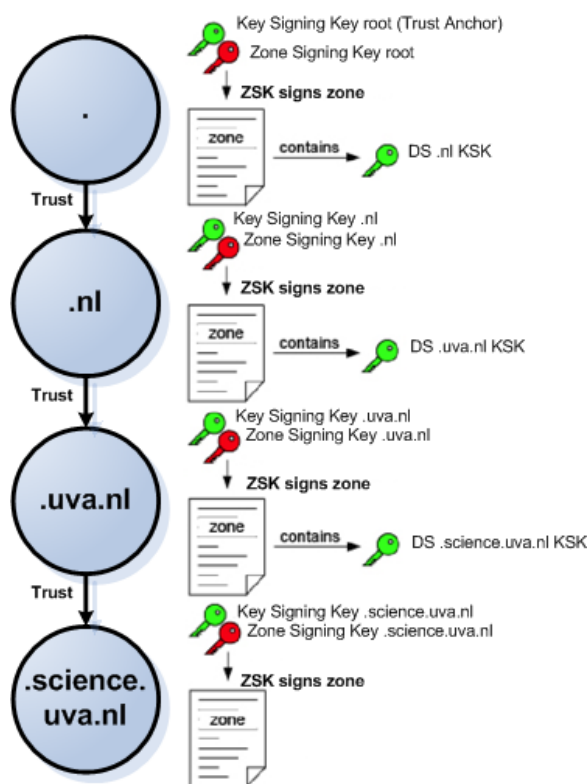 Key Signing Key root (Trust Anchor)
Zone Signing Key root
ZSK signs zone
.
zone
contains
DS .nl KSK
Trust
Key Signing Key .nl
Zone Signing Key .nl
ZSK signs zone
.nl
zone
contains
DS .uva.nl KSK
Trust
Key Signing Key .uva.nl
Zone Signing Key .uva.nl
ZSK signs zone
.uva.nl
zone
contains
DS .science.uva.nl KSK
Trust
Key Signing Key .science.uva.nl
Zone Signing Key .science.uva.nl
ZSK signs zone
.science.
uva.nl
zone